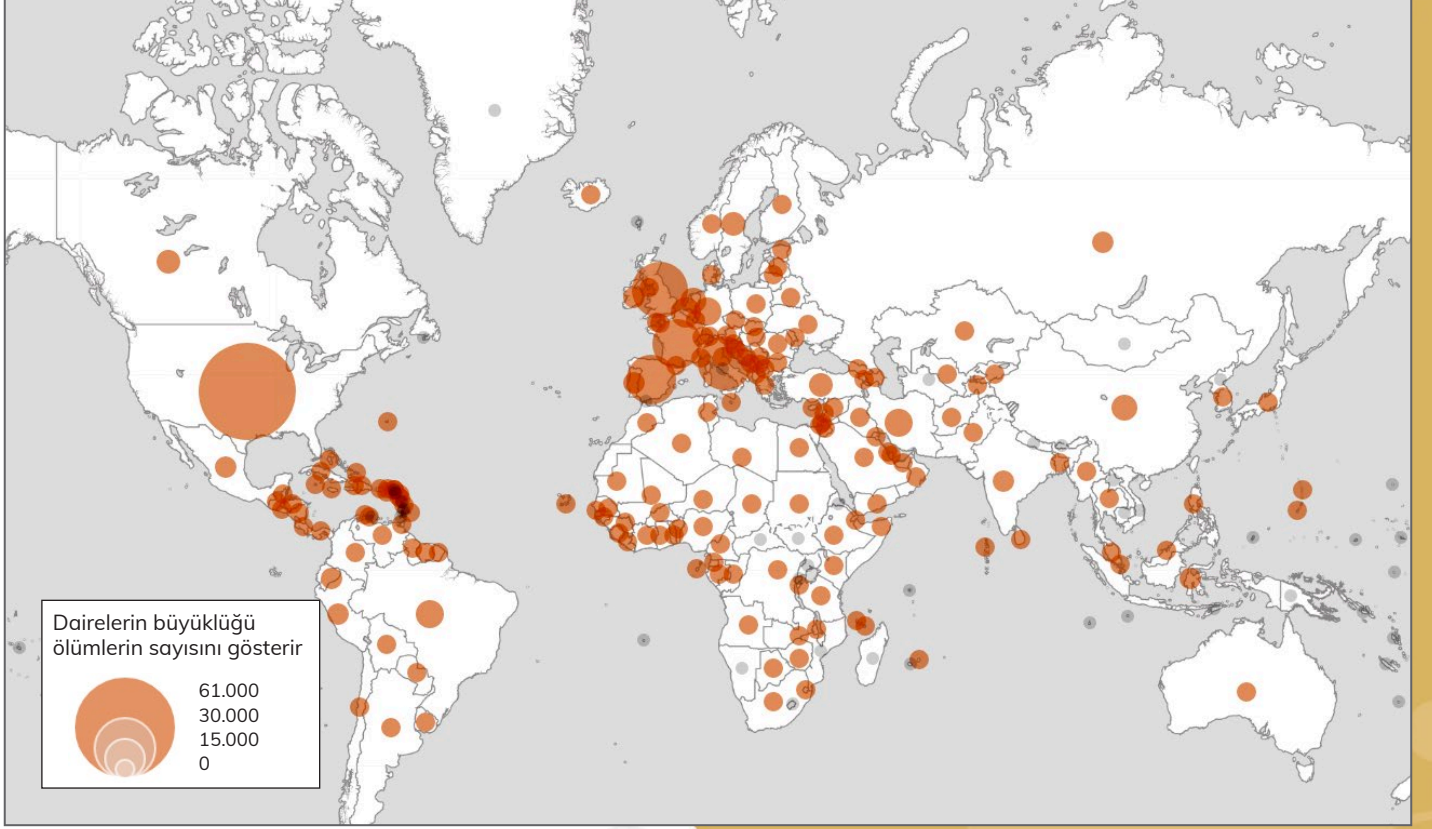 Dairelerin büyüklüğü
ölümlerin sayısını gösterir
61.000
30.000
15.000
0